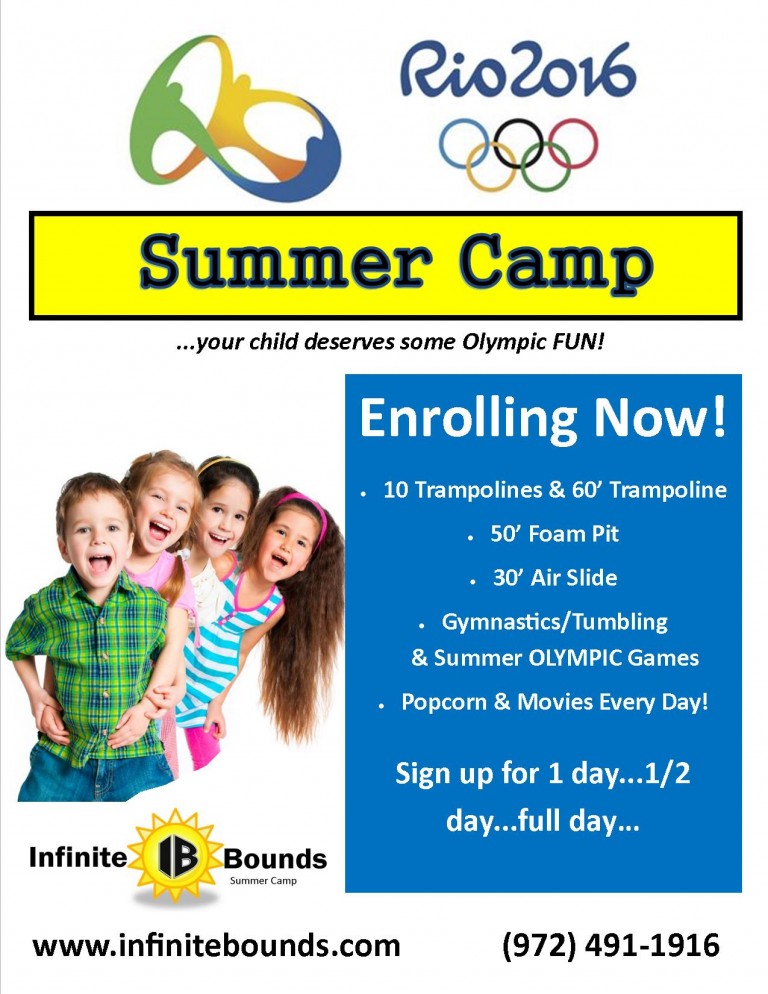 Rio2016
Summer Camp
...your child deserves some Olympic FUN!
Enrolling Now!
• 10 Trampolines & 60’ Trampoline
• 50’ Foam Pit
• 30’ Air Slide
• Gymnastics/Tumbling
& Summer OLYMPIC Games
• Popcorn & Movies Every Day!
Sign up for 1 day...1/2
day...full day...
Infinite IB Bounds
Summer Camp
www.infinitebounds.com (972) 491-1916